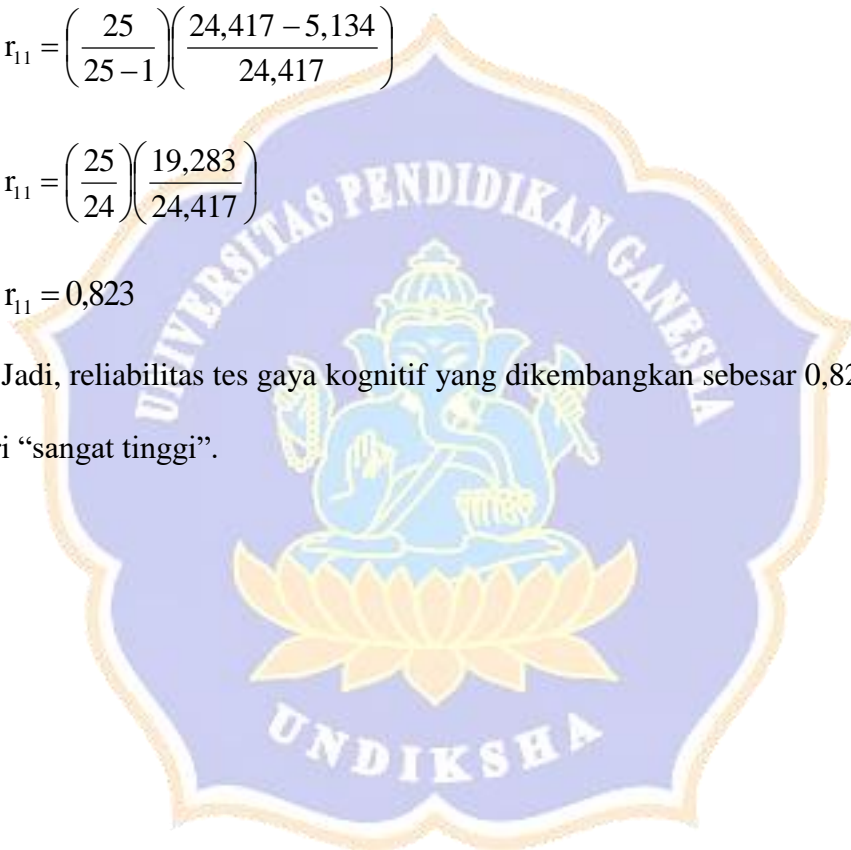 r₁₁ = (25 / (25 − 1)) ((24,417 − 5,134) / 24,417)
r₁₁ = (25 / 24) (19,283 / 24,417)
r₁₁ = 0,823
Jadi, reliabilitas tes gaya kognitif yang dikembangkan sebesar 0,82
ri “sangat tinggi”.
UNIVERSITAS PENDIDIKAN GANESHA
UNDIKSHA